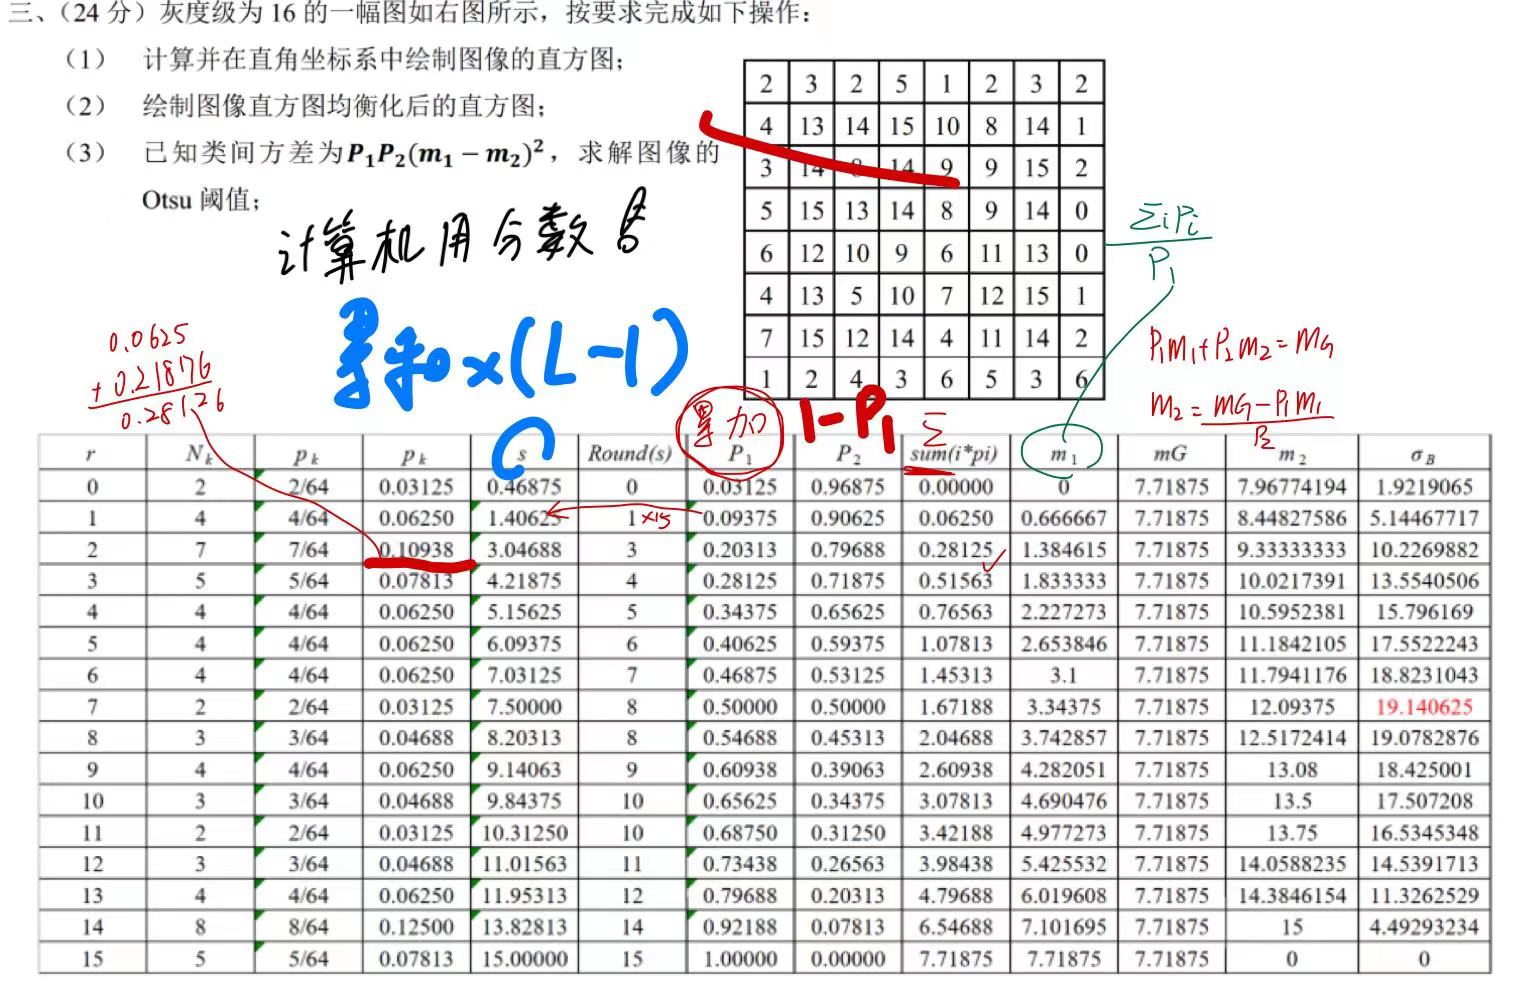 三、（24 分）灰度级为 16 的一幅图如右图所示，按要求完成如下操作：
（1） 计算并在直角坐标系中绘制图像的直方图；
（2） 绘制图像直方图均衡化后的直方图；
（3） 已知类间方差为P₁P₂(m₁ − m₂)²，求解图像的
Otsu 阈值；
2 3 2 5 1 2 3 2
4 13 14 15 10 8 14 1
3 14 8 14 9 9 15 2
5 15 13 14 8 9 14 0
6 12 10 9 6 11 13 0
4 13 5 10 7 12 15 1
7 15 12 14 4 11 14 2
1 2 4 3 6 5 3 6
计算机用分数
累和×(L-1)
0.0625
+ 0.21876
0.28126
ΣiPi
P₁
P₁m₁+P₂m₂=mG
m₂=mG-P₁m₁
P₂
累加
1-P₁
Σ
r Nk pk pk s Round(s) P1 P2 sum(i*pi) m1 mG m2 σB
0 2 2/64 0.03125 0.46875 0 0.03125 0.96875 0.00000 0 7.71875 7.96774194 1.9219065
1 4 4/64 0.06250 1.40625 1 ×15 0.09375 0.90625 0.06250 0.666667 7.71875 8.44827586 5.14467717
2 7 7/64 0.10938 3.04688 3 0.20313 0.79688 0.28125 1.384615 7.71875 9.33333333 10.2269882
3 5 5/64 0.07813 4.21875 4 0.28125 0.71875 0.51563 1.833333 7.71875 10.0217391 13.5540506
4 4 4/64 0.06250 5.15625 5 0.34375 0.65625 0.76563 2.227273 7.71875 10.5952381 15.796169
5 4 4/64 0.06250 6.09375 6 0.40625 0.59375 1.07813 2.653846 7.71875 11.1842105 17.5522243
6 4 4/64 0.06250 7.03125 7 0.46875 0.53125 1.45313 3.1 7.71875 11.7941176 18.8231043
7 2 2/64 0.03125 7.50000 8 0.50000 0.50000 1.67188 3.34375 7.71875 12.09375 19.140625
8 3 3/64 0.04688 8.20313 8 0.54688 0.45313 2.04688 3.742857 7.71875 12.5172414 19.0782876
9 4 4/64 0.06250 9.14063 9 0.60938 0.39063 2.60938 4.282051 7.71875 13.08 18.425001
10 3 3/64 0.04688 9.84375 10 0.65625 0.34375 3.07813 4.690476 7.71875 13.5 17.507208
11 2 2/64 0.03125 10.31250 10 0.68750 0.31250 3.42188 4.977273 7.71875 13.75 16.5345348
12 3 3/64 0.04688 11.01563 11 0.73438 0.26563 3.98438 5.425532 7.71875 14.0588235 14.5391713
13 4 4/64 0.06250 11.95313 12 0.79688 0.20313 4.79688 6.019608 7.71875 14.3846154 11.3262529
14 8 8/64 0.12500 13.82813 14 0.92188 0.07813 6.54688 7.101695 7.71875 15 4.49293234
15 5 5/64 0.07813 15.00000 15 1.00000 0.00000 7.71875 7.71875 7.71875 0 0